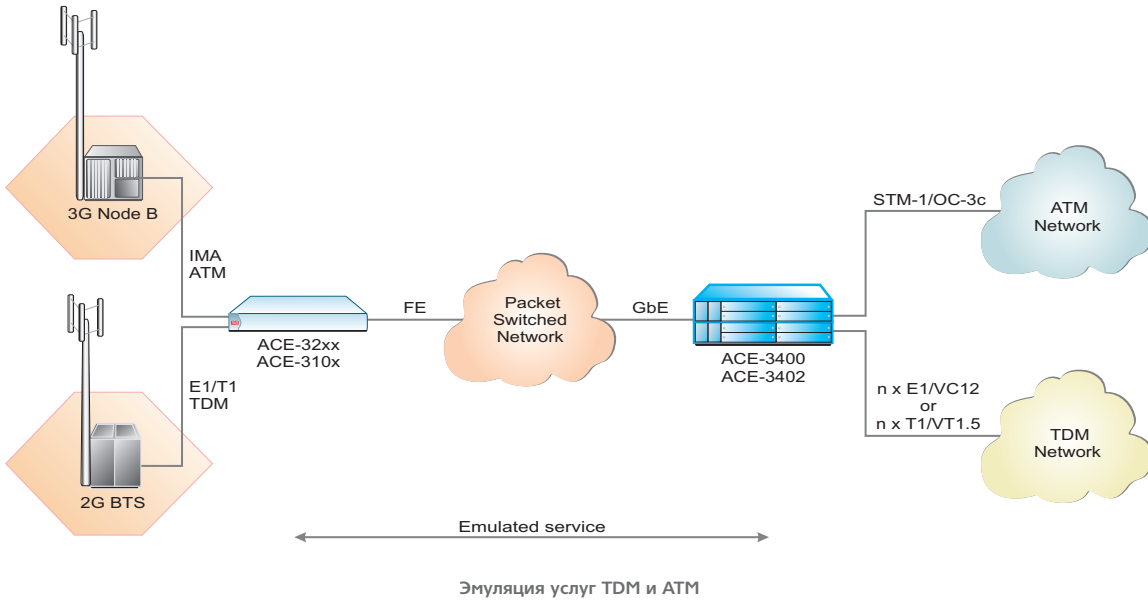 3G Node B
IMA
ATM
2G BTS
E1/T1
TDM
ACE-32xx
ACE-310x
FE
Packet
Switched
Network
GbE
ACE-3400
ACE-3402
STM-1/OC-3c
ATM
Network
n x E1/VC12
or
n x T1/VT1.5
TDM
Network
Emulated service
Эмуляция услуг TDM и ATM